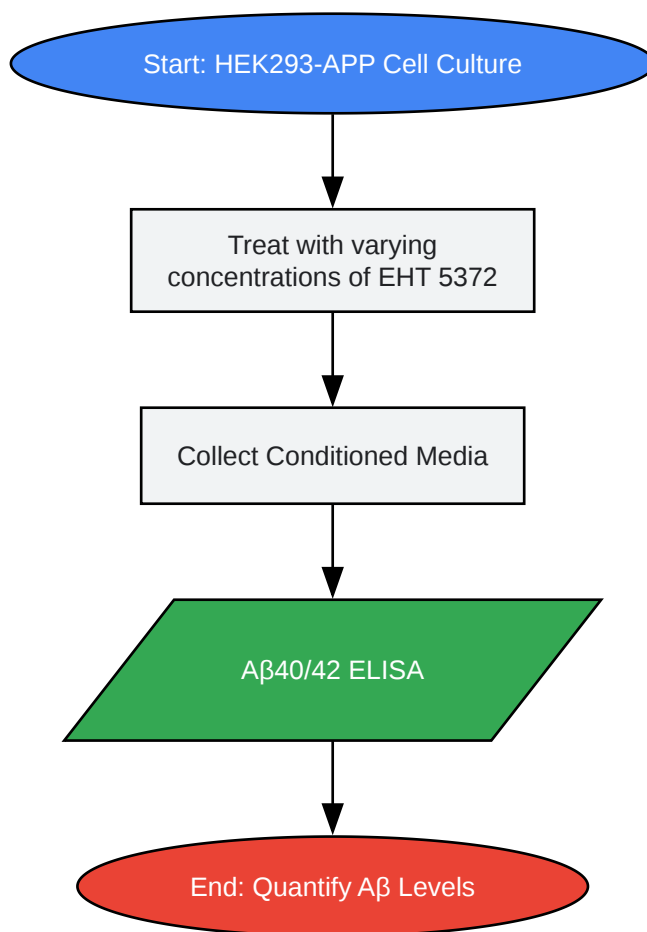 Start: HEK293-APP Cell Culture
Treat with varying
concentrations of EHT 5372
Collect Conditioned Media
Aβ40/42 ELISA
End: Quantify Aβ Levels